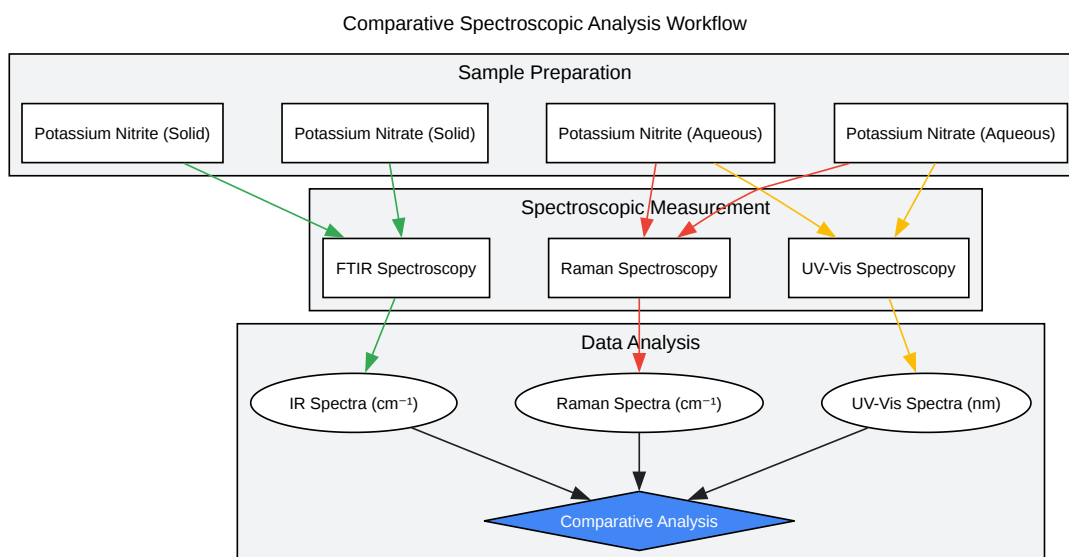 Comparative Spectroscopic Analysis Workflow
Sample Preparation
Potassium Nitrite (Solid)
Potassium Nitrate (Solid)
Potassium Nitrite (Aqueous)
Potassium Nitrate (Aqueous)
Spectroscopic Measurement
FTIR Spectroscopy
Raman Spectroscopy
UV-Vis Spectroscopy
Data Analysis
IR Spectra (cm⁻¹)
Raman Spectra (cm⁻¹)
UV-Vis Spectra (nm)
Comparative Analysis